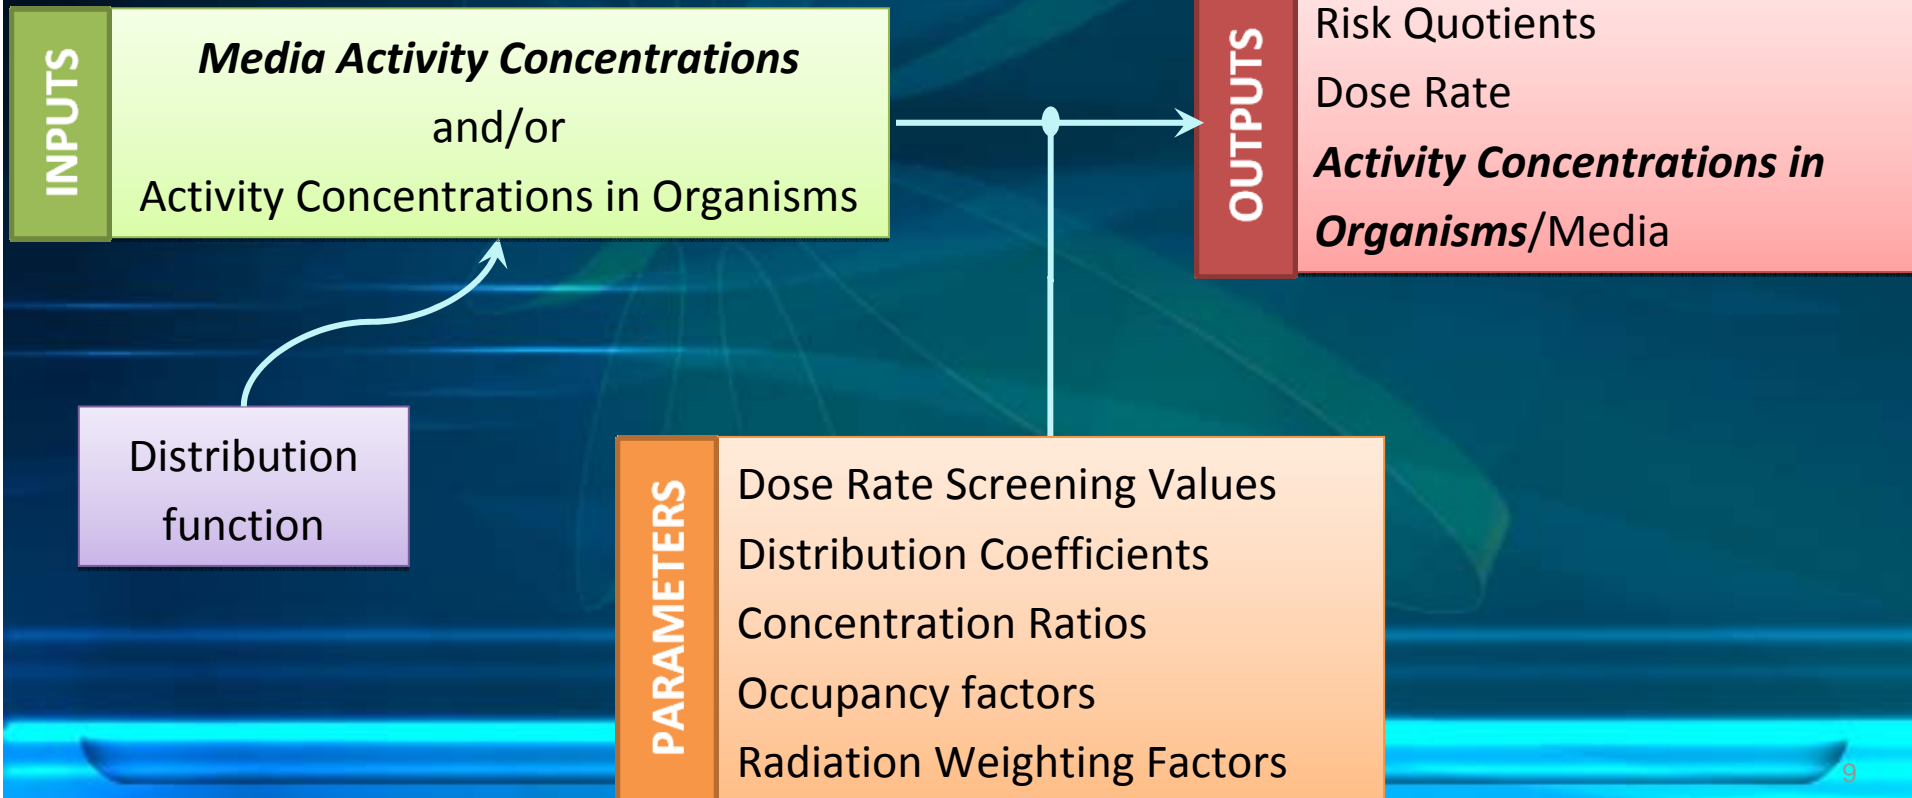 INPUTS
Media Activity Concentrations
and/or
Activity Concentrations in Organisms
OUTPUTS
Risk Quotients
Dose Rate
Activity Concentrations in
Organisms/Media
Distribution
function
PARAMETERS
Dose Rate Screening Values
Distribution Coefficients
Concentration Ratios
Occupancy factors
Radiation Weighting Factors
9